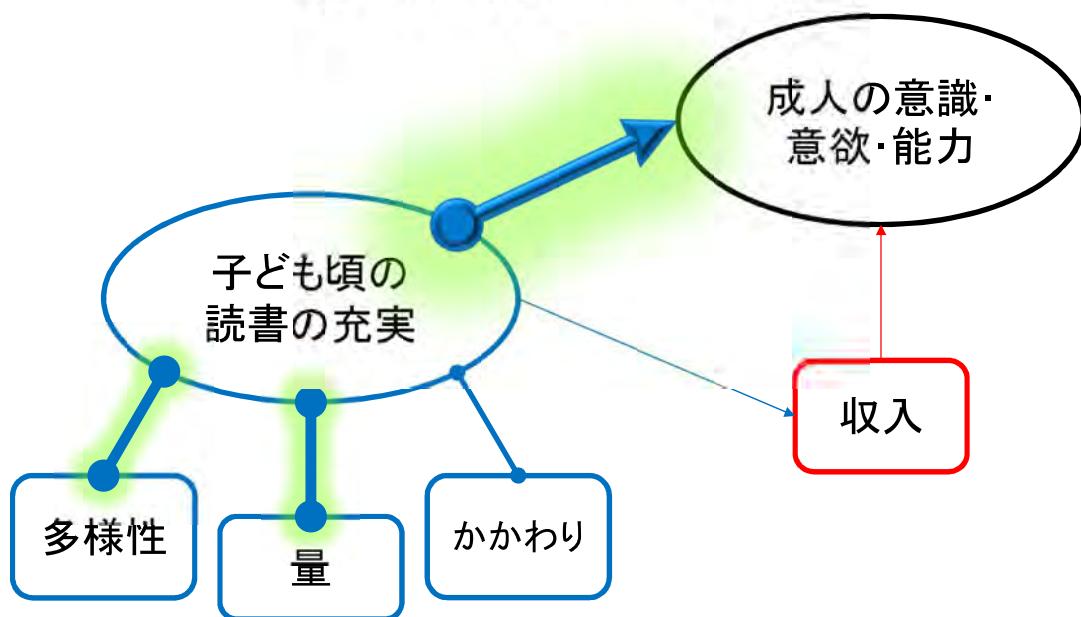 成人の意識・
意欲・能力
子ども頃の
読書の充実
収入
多様性
量
かかわり